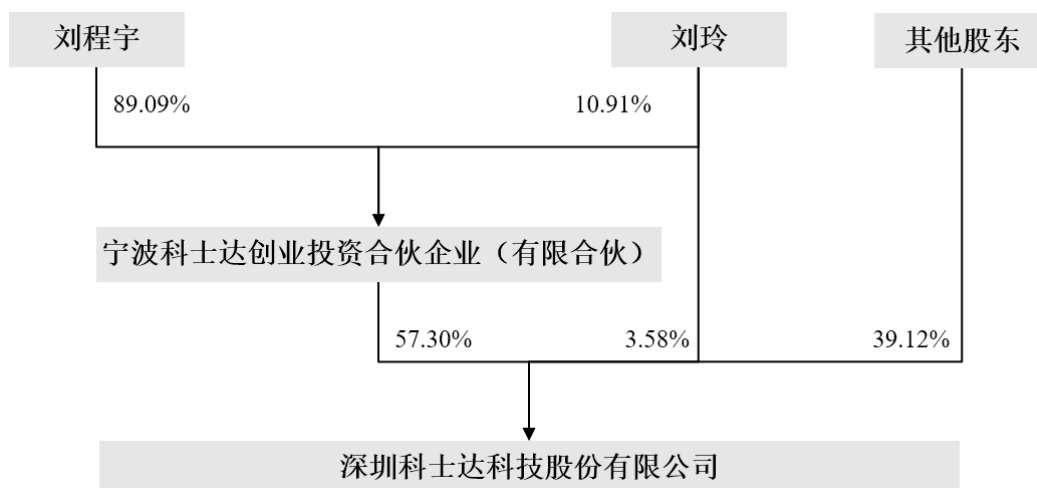 刘程宇
刘玲
其他股东
89.09%
10.91%
宁波科士达创业投资合伙企业（有限合伙）
57.30%
3.58%
39.12%
深圳科士达科技股份有限公司